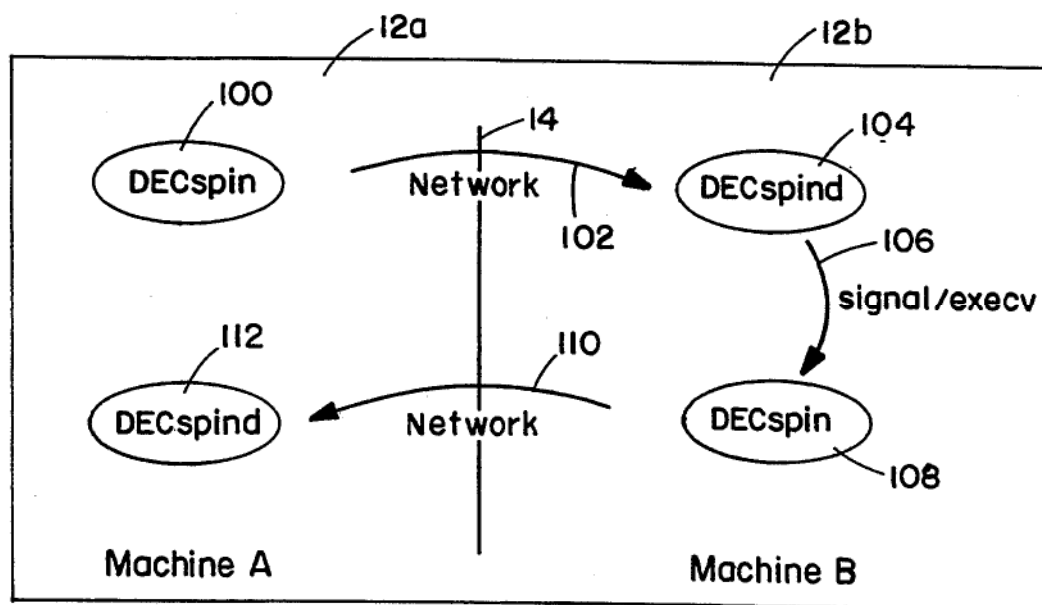 12a
12b
100
14
104
DECspin
Network
DECspind
102
106
signal/execv
112
110
DECspind
Network
DECspin
108
Machine A
Machine B